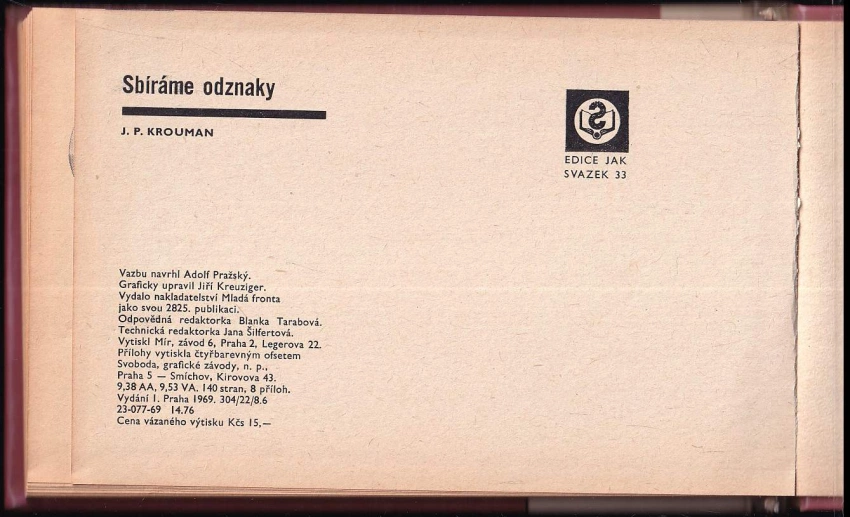 Sbíráme odznaky
J. P. KROUMAN
EDICE JAK
SVAZEK 33
Vazbu navrhl Adolf Pražský.
Graficky upravil Jiří Kreuziger.
Vydalo nakladatelství Mladá fronta
jako svou 2825. publikaci.
Odpovědná redaktorka Blanka Tarabová.
Technická redaktorka Jana Šilfertová.
Vytiskl Mír, závod 6, Praha 2, Legerova 22.
Přílohy vytiskla čtyřbarevným ofsetem
Svoboda, grafické závody, n. p.,
Praha 5 — Smíchov, Kirovova 43.
9,38 AA, 9,53 VA. 140 stran, 8 příloh.
Vydání 1. Praha 1969. 304/22/8.6
23-077-69 14.76
Cena vázaného výtisku Kčs 15,—